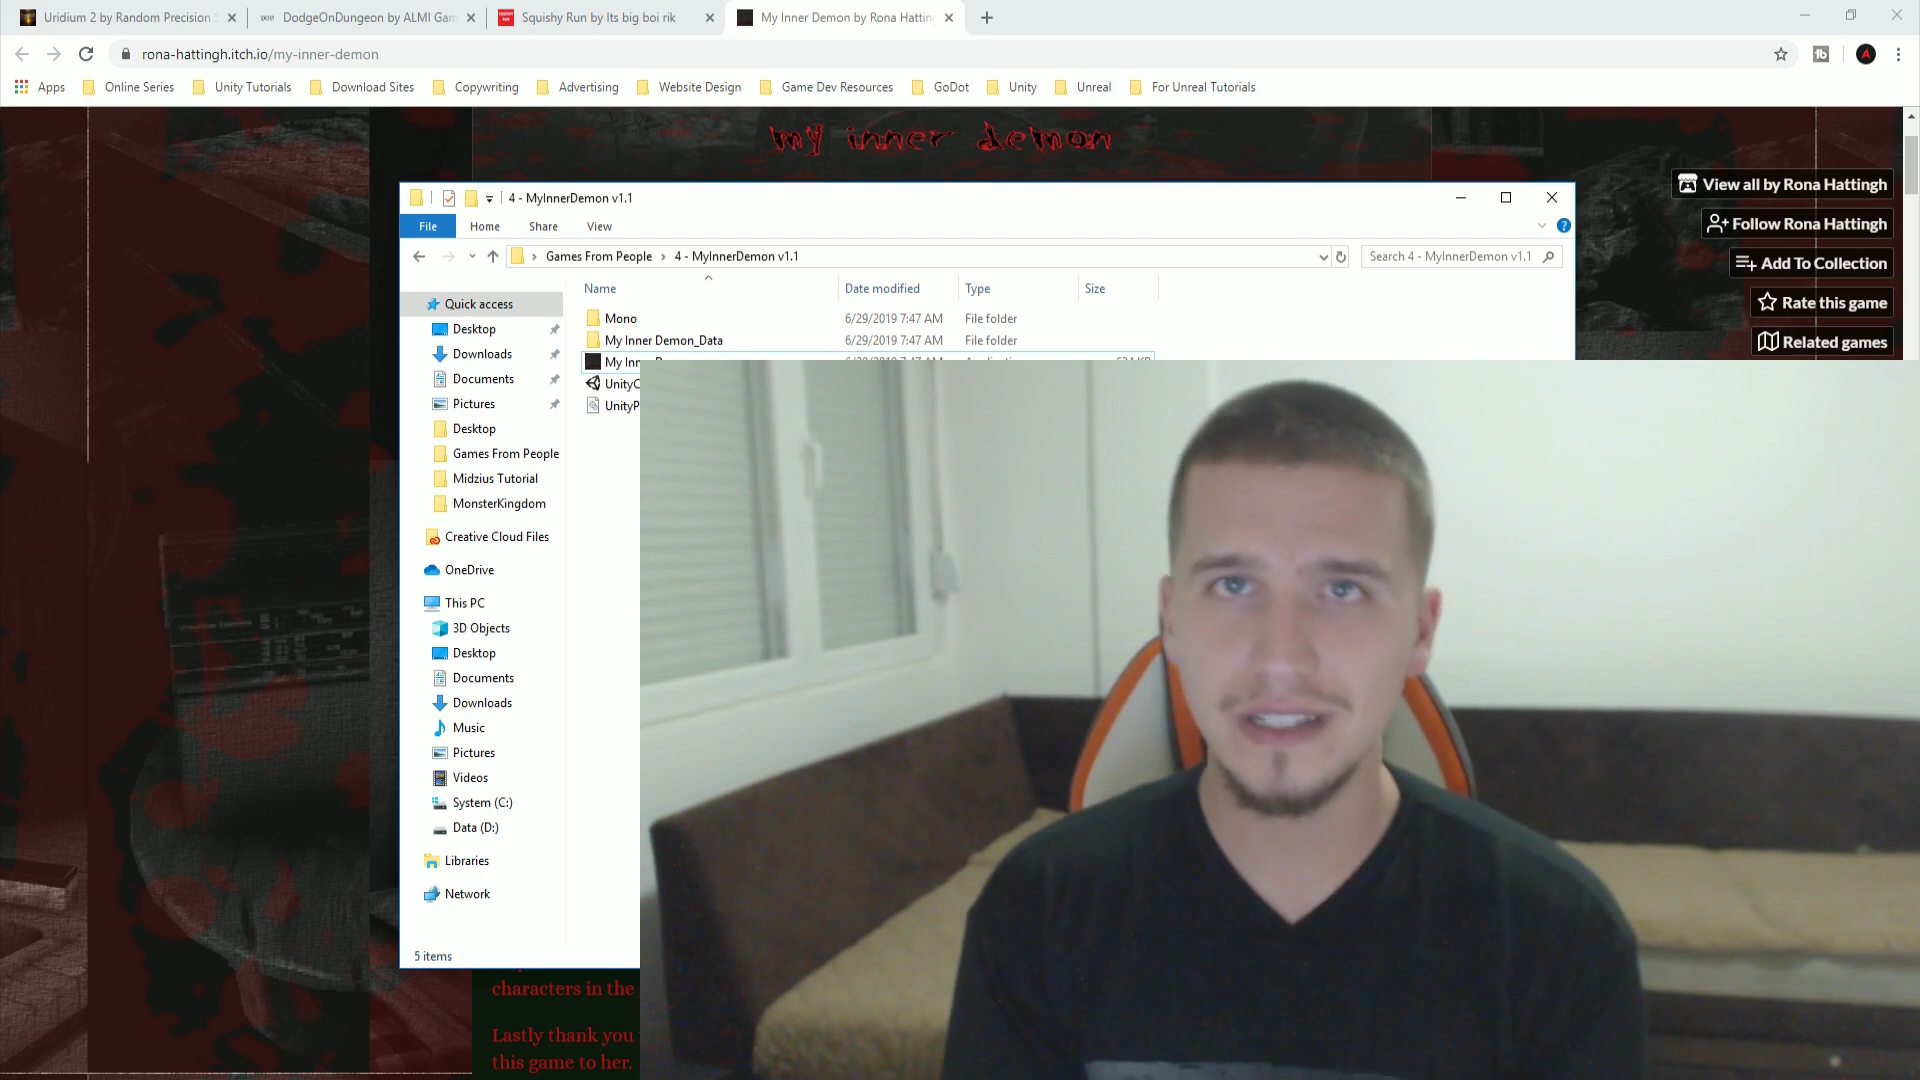 Uridium 2 by Random Precision
DodgeOnDungeon by ALMI Gam
Squishy Run by Its big boi rik
My Inner Demon by Rona Hatting
rona-hattingh.itch.io/my-inner-demon
Apps
Online Series
Unity Tutorials
Download Sites
Copywriting
Advertising
Website Design
Game Dev Resources
GoDot
Unity
Unreal
For Unreal Tutorials
my inner demon
View all by Rona Hattingh
Follow Rona Hattingh
Add To Collection
Rate this game
Related games
4 - MyInnerDemon v1.1
File
Home
Share
View
Games From People
4 - MyInnerDemon v1.1
Search 4 - MyInnerDemon v1.1
Name
Date modified
Type
Size
Mono 6/29/2019 7:47 AM File folder
My Inner Demon_Data 6/29/2019 7:47 AM File folder
My Inn
UnityC
UnityP
Quick access
Desktop
Downloads
Documents
Pictures
Desktop
Games From People
Midzius Tutorial
MonsterKingdom
Creative Cloud Files
OneDrive
This PC
3D Objects
Desktop
Documents
Downloads
Music
Pictures
Videos
System (C:)
Data (D:)
Libraries
Network
5 items
characters in the
Lastly thank you
this game to her.